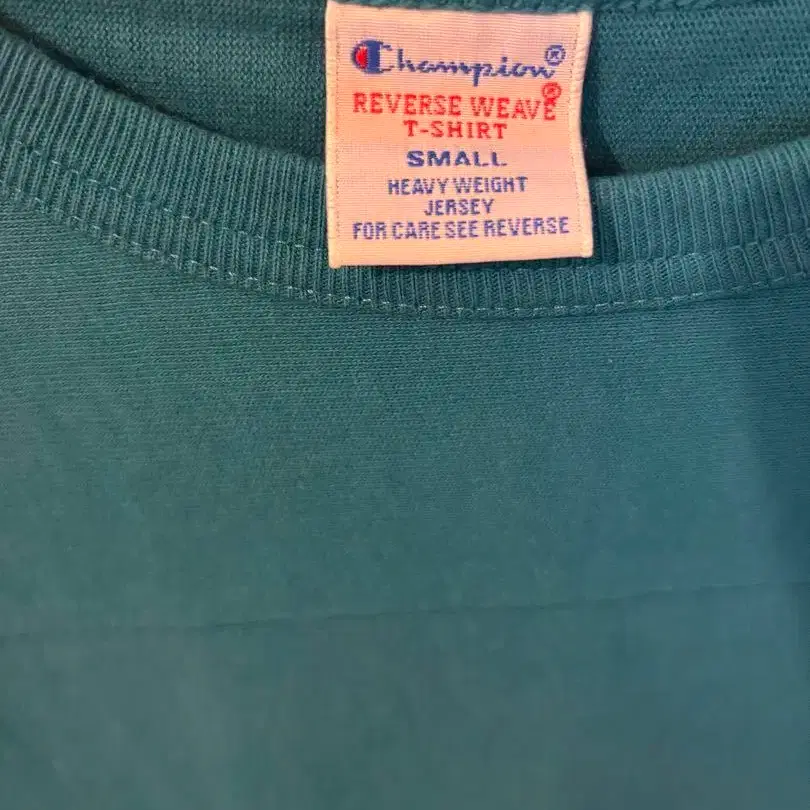 Champion®
REVERSE WEAVE®
T-SHIRT
SMALL
HEAVY WEIGHT
JERSEY
FOR CARE SEE REVERSE